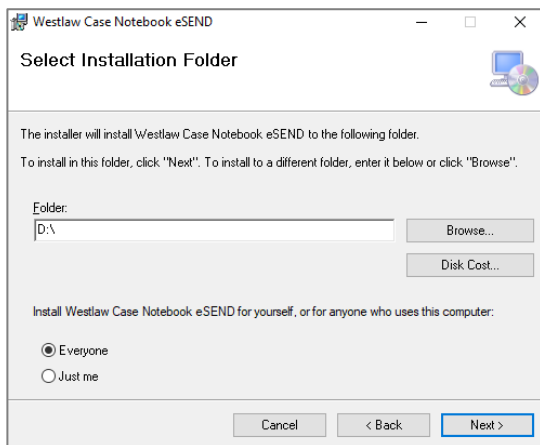 Westlaw Case Notebook eSEND
Select Installation Folder
The installer will install Westlaw Case Notebook eSEND to the following folder.
To install in this folder, click "Next". To install to a different folder, enter it below or click "Browse".
Folder:
D:\
Browse...
Disk Cost...
Install Westlaw Case Notebook eSEND for yourself, or for anyone who uses this computer:
Everyone
Just me
Cancel
< Back
Next >